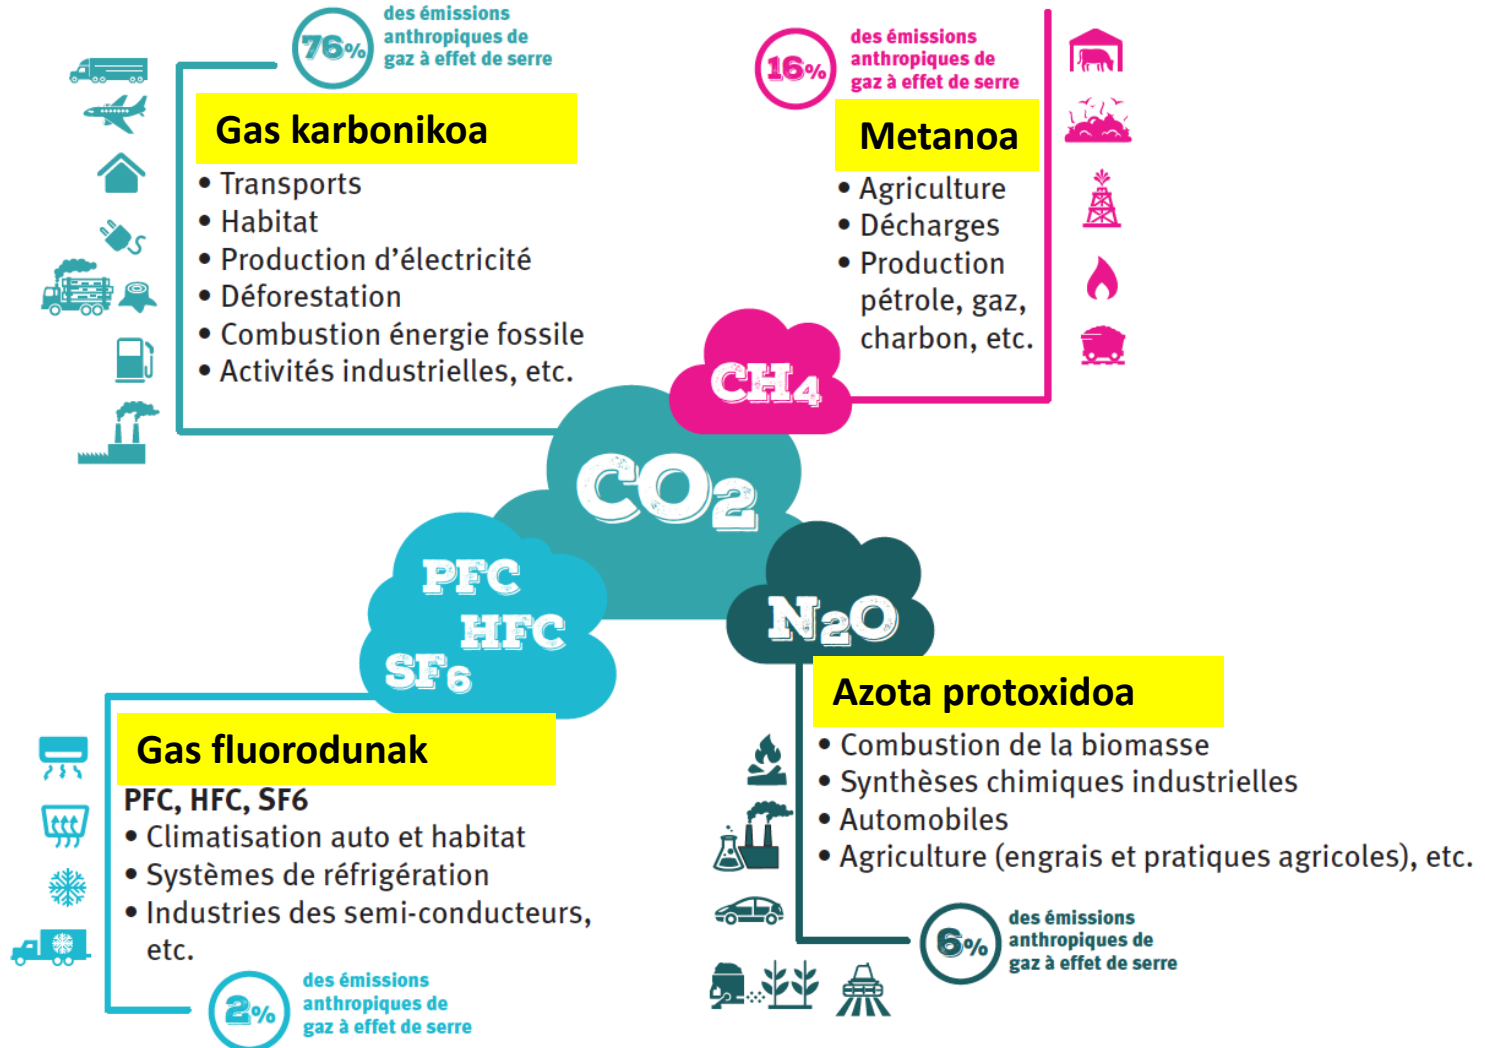 76%
des émissions
anthropiques de
gaz à effet de serre
Gas karbonikoa
• Transports
• Habitat
• Production d'électricité
• Déforestation
• Combustion énergie fossile
• Activités industrielles, etc.
16%
des émissions
anthropiques de
gaz à effet de serre
Metanoa
• Agriculture
• Décharges
• Production
pétrole, gaz,
charbon, etc.
CH4
CO2
PFC
HFC
SF6
N2O
Gas fluorodunak
PFC, HFC, SF6
• Climatisation auto et habitat
• Systèmes de réfrigération
• Industries des semi-conducteurs,
etc.
2%
des émissions
anthropiques de
gaz à effet de serre
Azota protoxidoa
• Combustion de la biomasse
• Synthèses chimiques industrielles
• Automobiles
• Agriculture (engrais et pratiques agricoles), etc.
6%
des émissions
anthropiques de
gaz à effet de serre